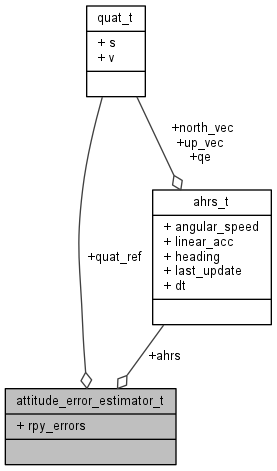 quat_t
+ s
+ v
+north_vec
+up_vec
+qe
ahrs_t
+ angular_speed
+ linear_acc
+ heading
+ last_update
+ dt
+quat_ref
+ahrs
attitude_error_estimator_t
+ rpy_errors